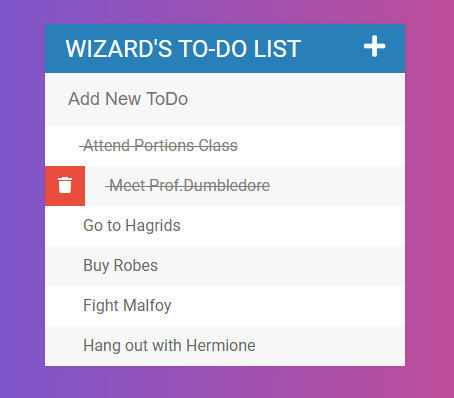 WIZARD'S TO-DO LIST
Add New ToDo
Attend Portions Class
Meet Prof.Dumbledore
Go to Hagrids
Buy Robes
Fight Malfoy
Hang out with Hermione